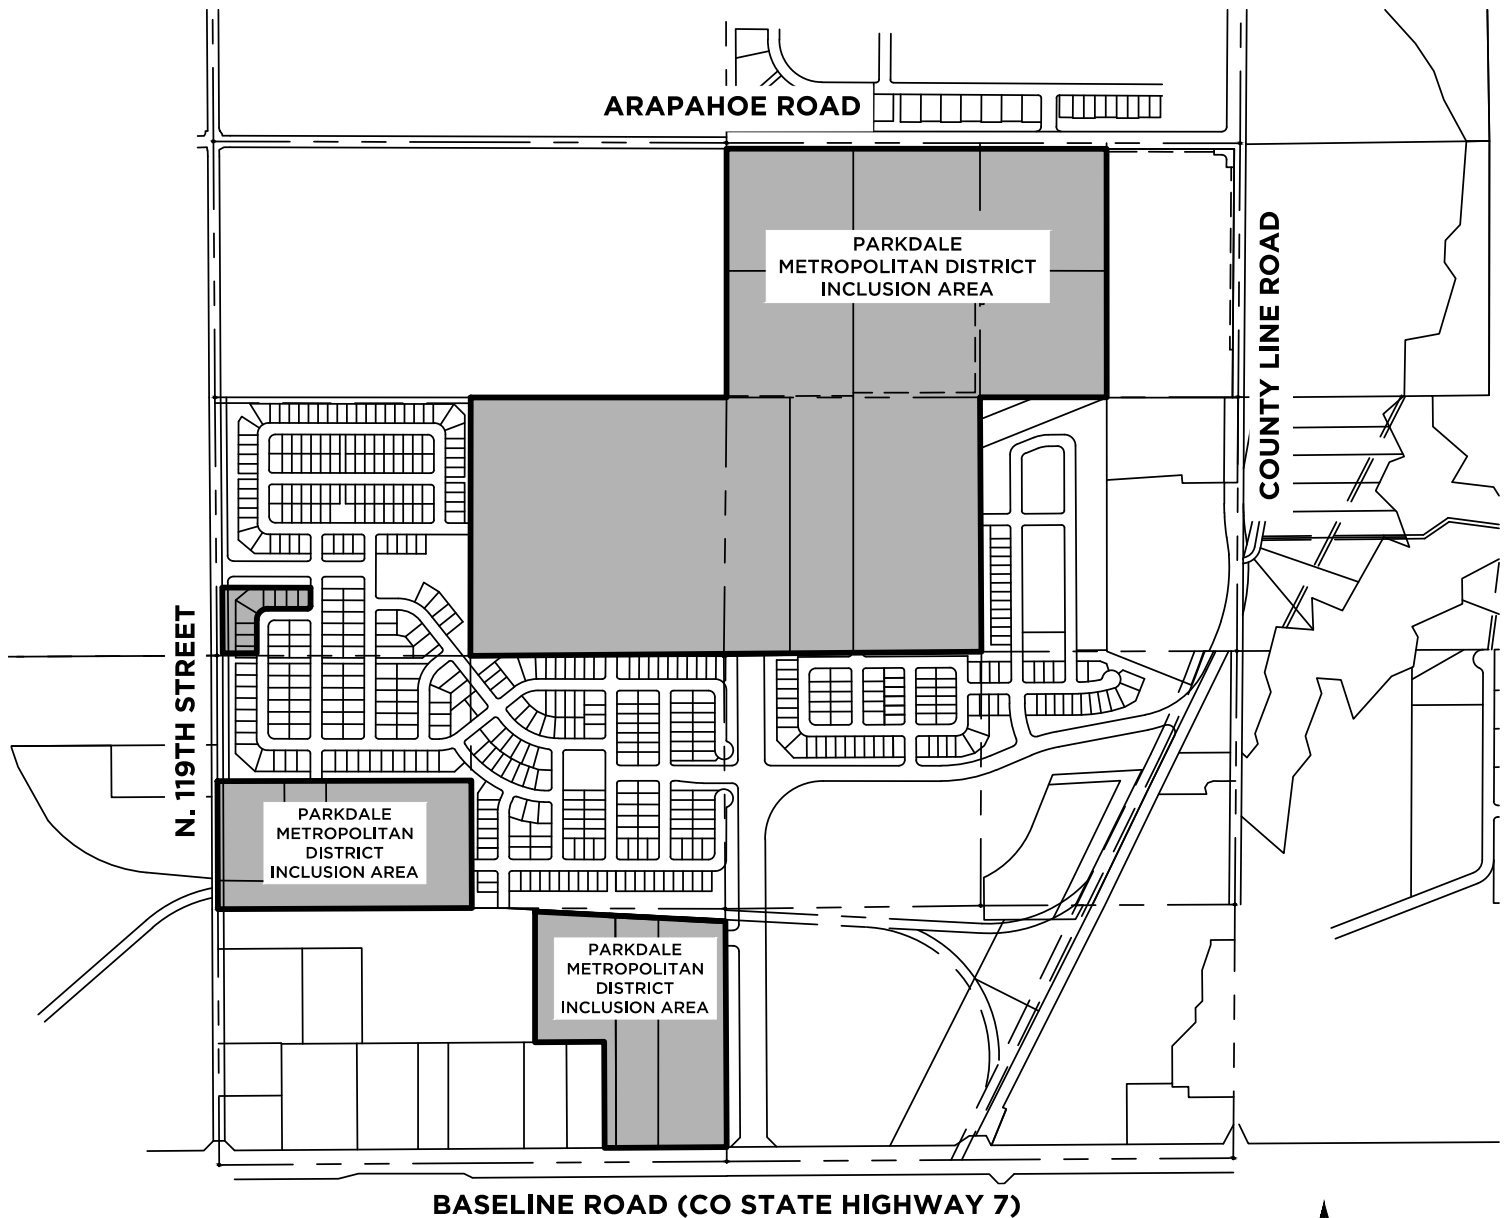 ARAPAHOE ROAD
PARKDALE
METROPOLITAN DISTRICT
INCLUSION AREA
COUNTY LINE ROAD
N. 119TH STREET
PARKDALE
METROPOLITAN
DISTRICT
INCLUSION AREA
PARKDALE
METROPOLITAN
DISTRICT
INCLUSION AREA
BASELINE ROAD (CO STATE HIGHWAY 7)